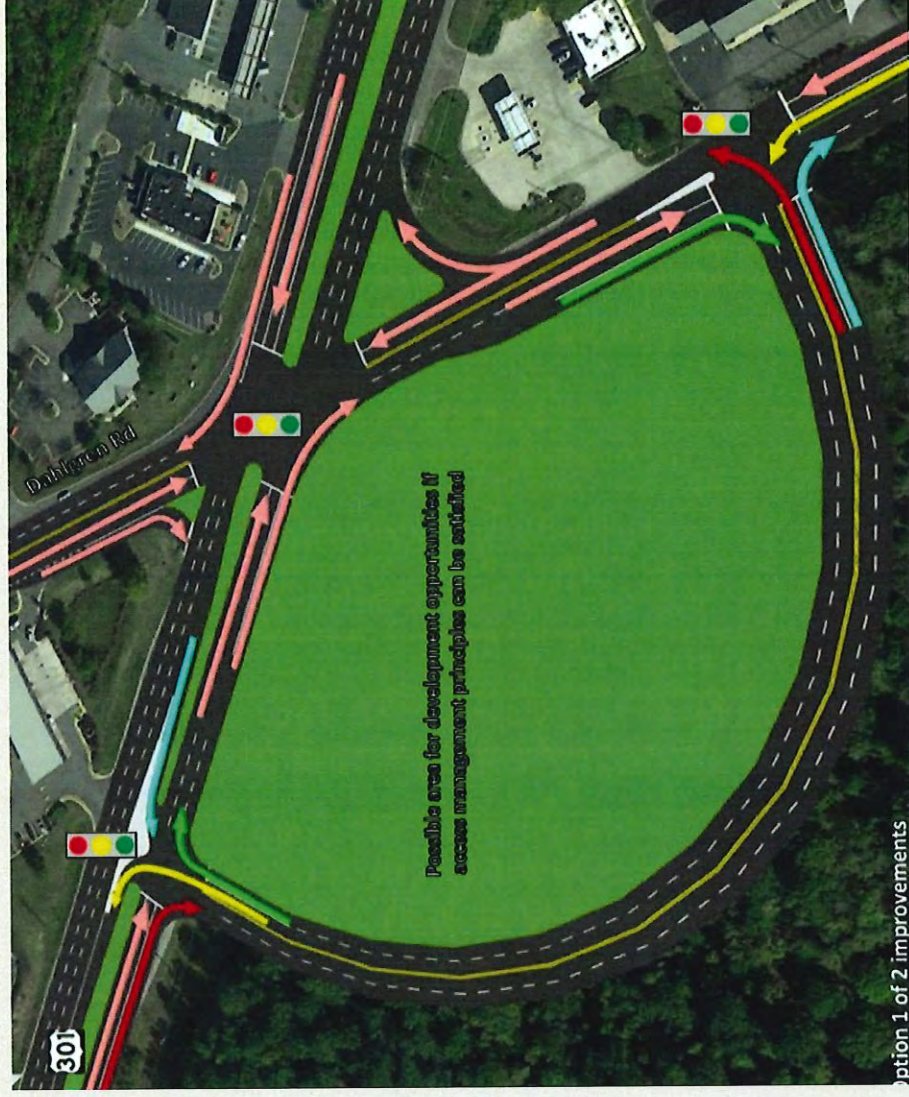 Dahlgren Rd
Possible area for development opportunities if
access management principles can be satisfied
301
Option 1 of 2 improvements